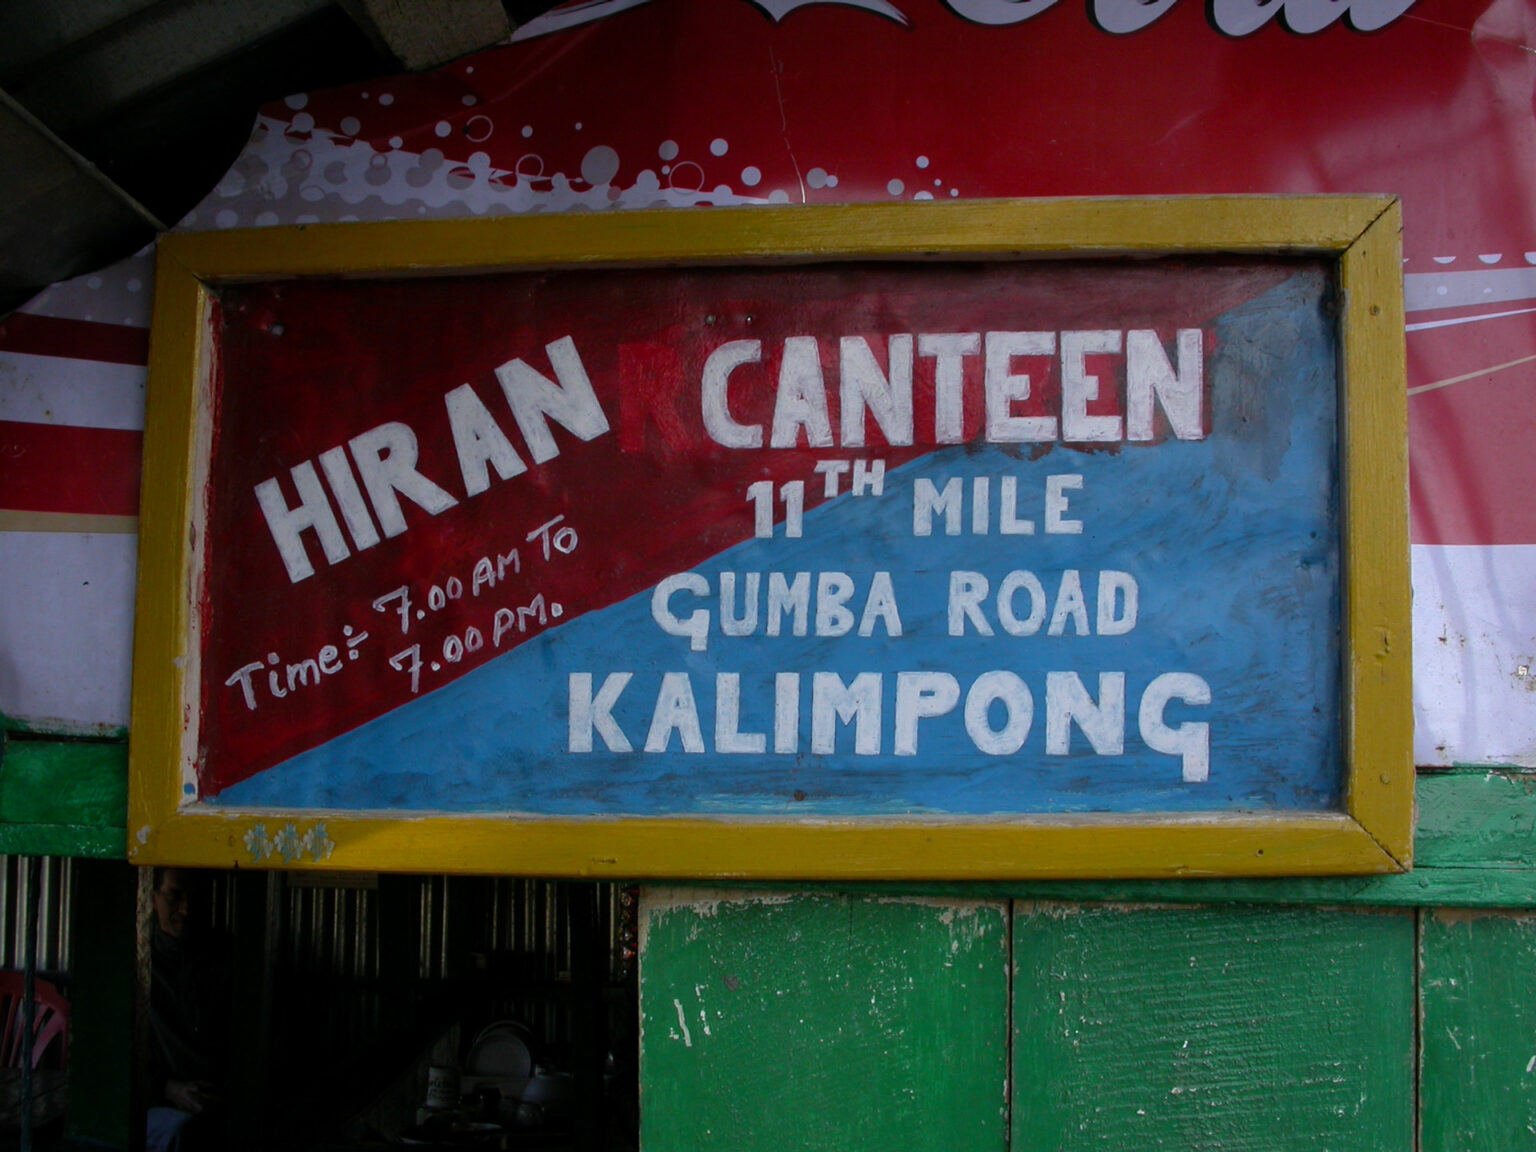 HIRAN CANTEEN
11TH MILE
GUMBA ROAD
KALIMPONG
Time:- 7.00 AM TO
7.00 PM.